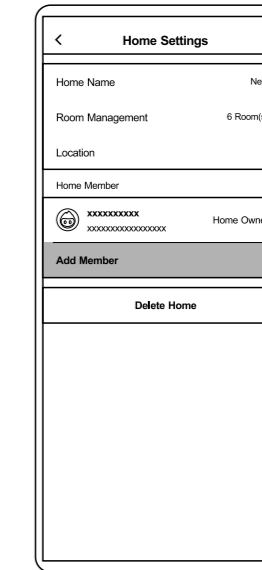 Home Settings
Home Name Ne
Room Management 6 Room(s
Location
Home Member
xxxxxxxxxx
xxxxxxxxxxxxxxxxx
Home Owne
Add Member
Delete Home